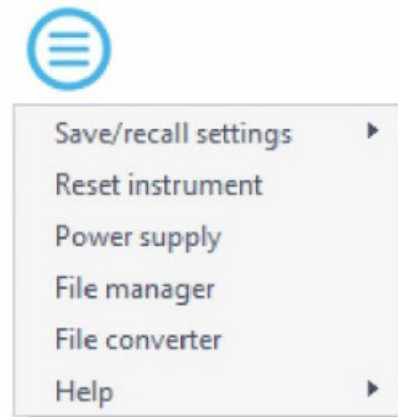 Save/recall settings
Reset instrument
Power supply
File manager
File converter
Help